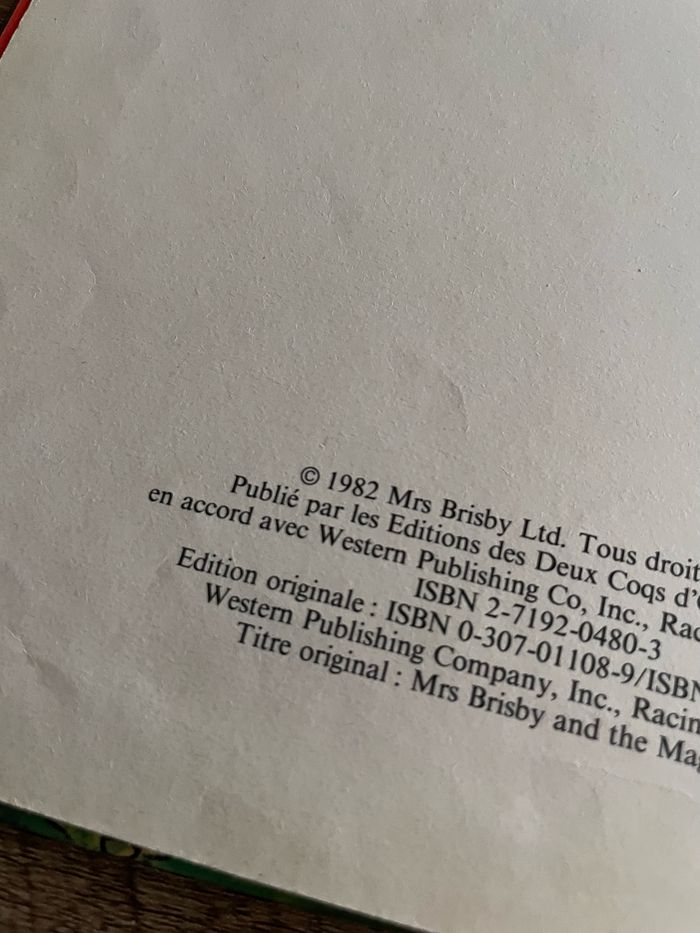 © 1982 Mrs Brisby Ltd. Tous droit
Publié par les Editions des Deux Coqs d'
en accord avec Western Publishing Co, Inc., Rac
ISBN 2-7192-0480-3
Edition originale : ISBN 0-307-01108-9/ISBN
Western Publishing Company, Inc., Racin
Titre original : Mrs Brisby and the Ma